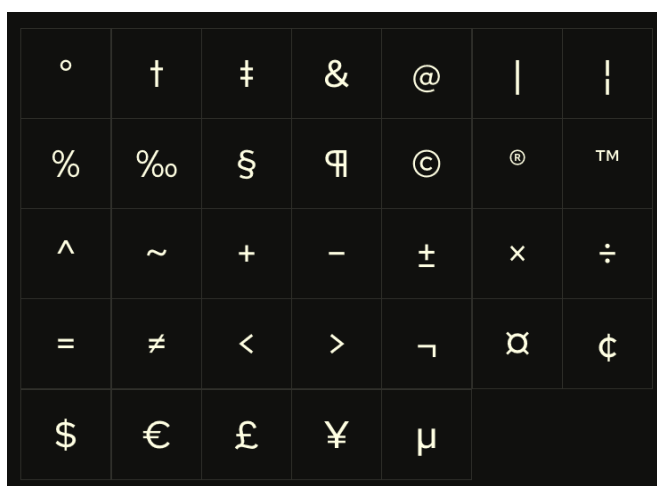 ° † ‡ & @ | ¦
% ‰ § ¶ © ® ™
^ ~ + − ± × ÷
= ≠ < > ¬ ¤ ¢
$ € £ ¥ µ